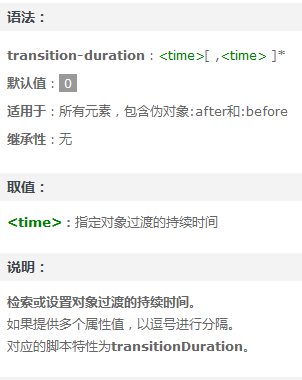 语法：
transition-duration：<time>[ ,<time> ]*
默认值：0
适用于：所有元素，包含伪对象:after和:before
继承性：无
取值：
<time>：指定对象过渡的持续时间
说明：
检索或设置对象过渡的持续时间。
如果提供多个属性值，以逗号进行分隔。
对应的脚本特性为transitionDuration。